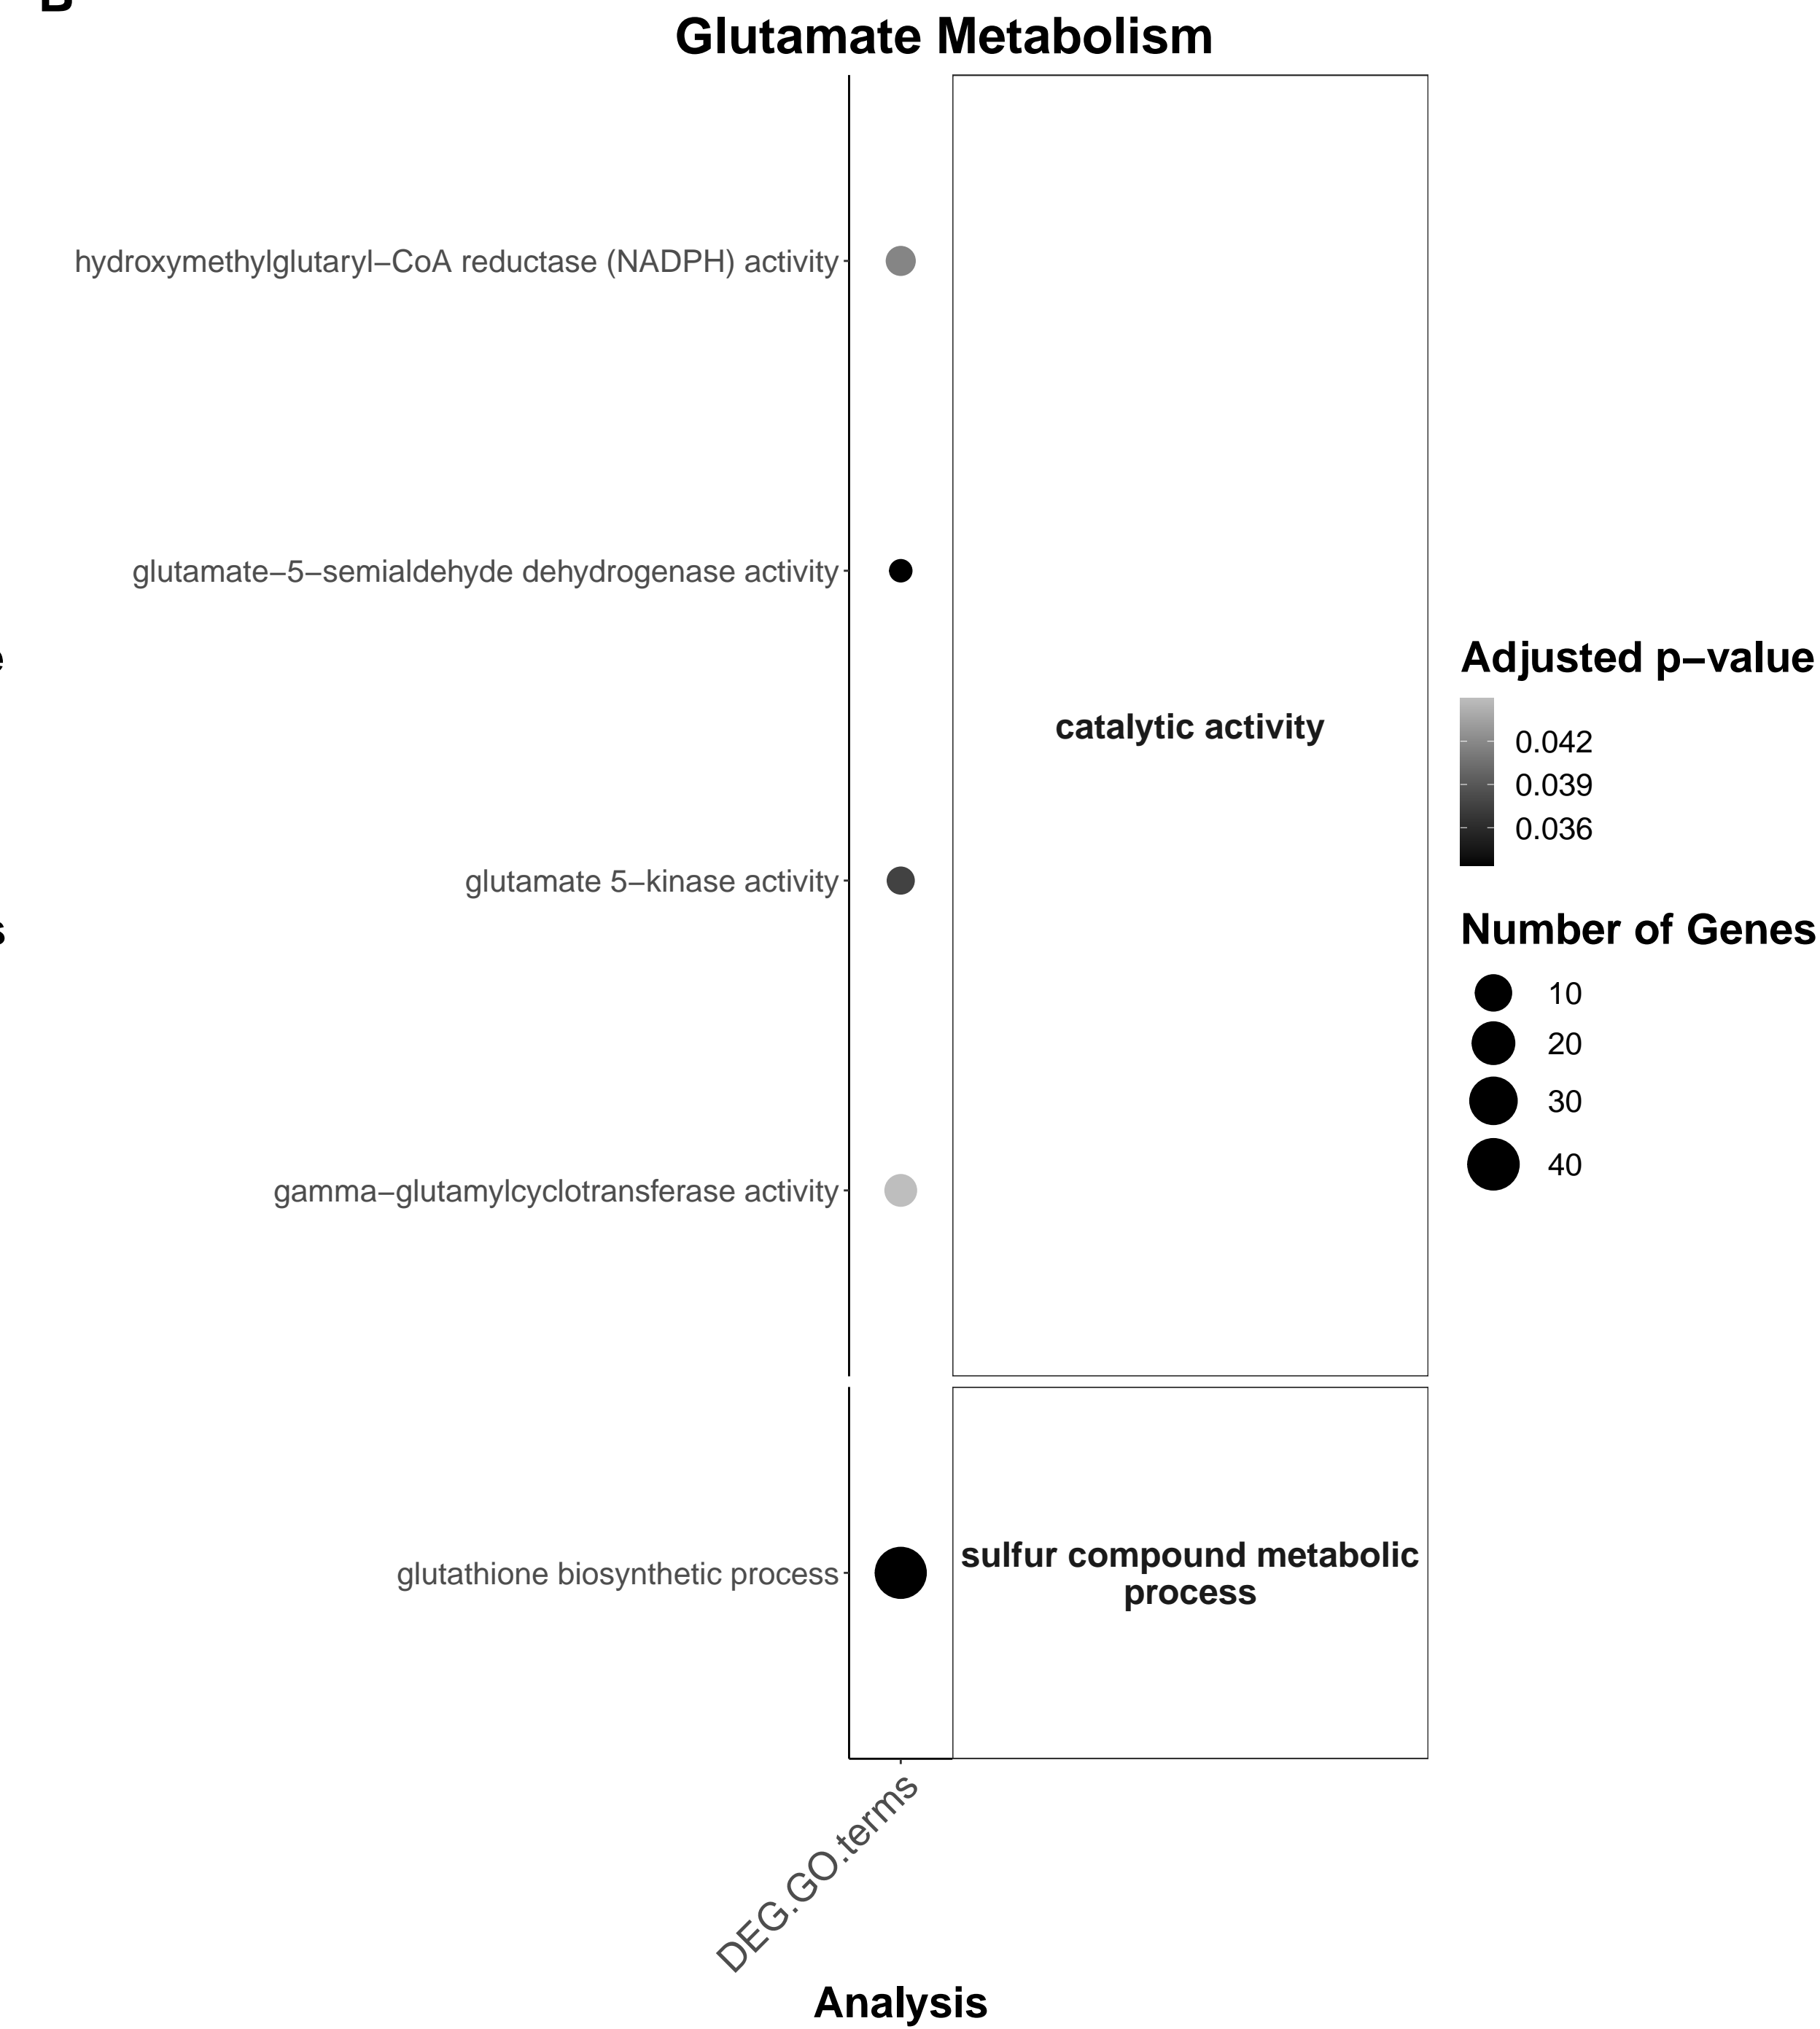 B
Glutamate Metabolism
hydroxymethylglutaryl−CoA reductase (NADPH) activity
glutamate−5−semialdehyde dehydrogenase activity
glutamate 5−kinase activity
gamma−glutamylcyclotransferase activity
glutathione biosynthetic process
catalytic activity
sulfur compound metabolic
process
DEG.GO.terms
Analysis
Adjusted p−value
0.042
0.039
0.036
Number of Genes
10
20
30
40